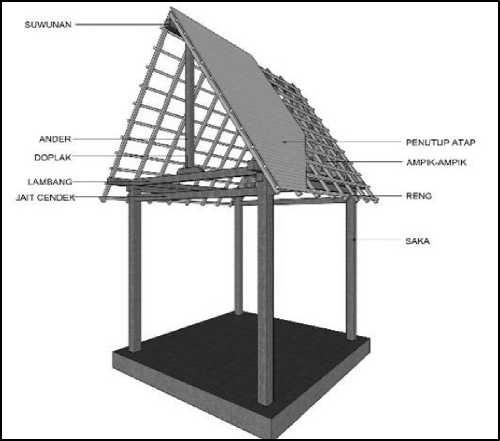 SUWUNAN
ANDER
DOPLAK
LAMBANG
JAIT CENDEK
PENUTUP ATAP
AMPIK-AMPIK
RENG
SAKA